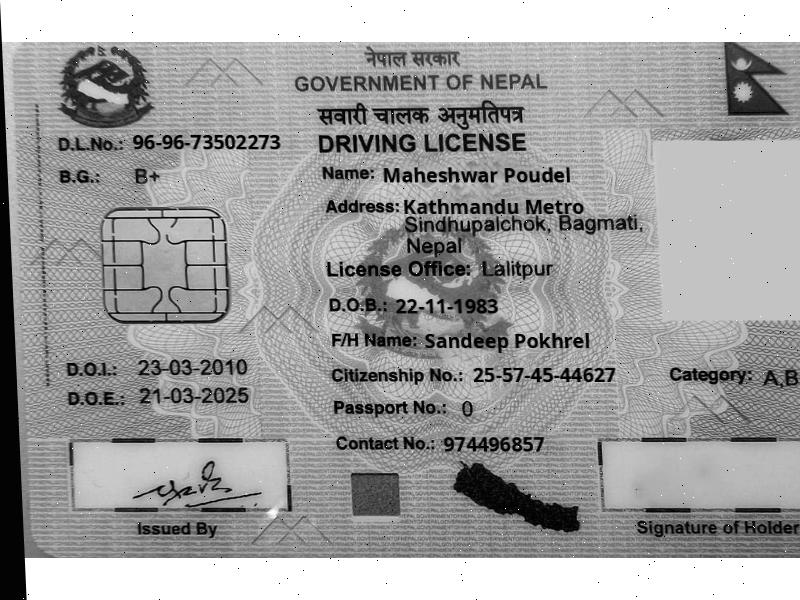 नेपाल सरकार
GOVERNMENT OF NEPAL
सवारी चालक अनुमतिपत्र
DRIVING LICENSE
D.L.No.: 96-96-73502273
B.G.: B+
Name: Maheshwar Poudel
Address: Kathmandu Metro
Sindhupalchok, Bagmati,
Nepal
License Office: Lalitpur
D.O.B.: 22-11-1983
F/H Name: Sandeep Pokhrel
D.O.I.: 23-03-2010
Citizenship No.: 25-57-45-44627
Category: A,B
D.O.E.: 21-03-2025
Passport No.: 0
Contact No.: 974496857
Issued By
Signature of Holder